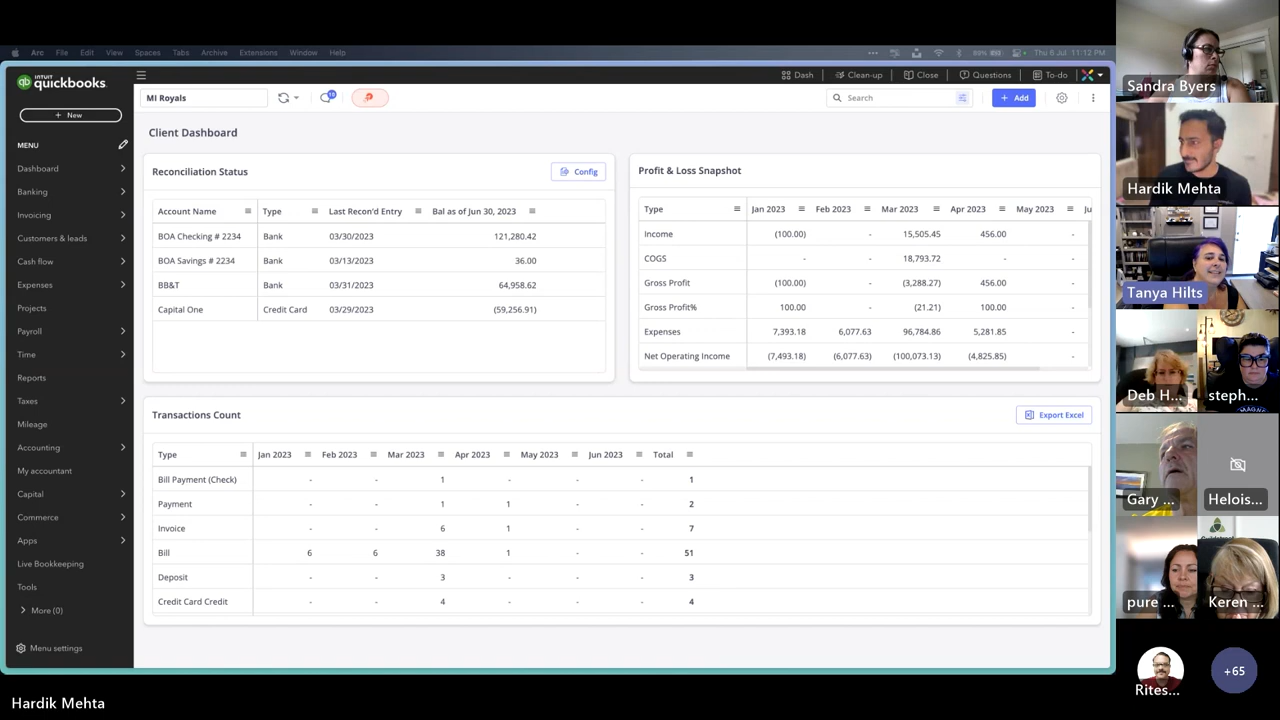 Arc File Edit View Spaces Tabs Archive Extensions Window Help
Thu 6 Jul 11:12 PM
INTUIT
quickbooks.
Dash Clean-up Close Questions To-do
+ New
MI Royals
Search
+ Add
MENU
Dashboard
Banking
Invoicing
Customers & leads
Cash flow
Expenses
Projects
Payroll
Time
Reports
Taxes
Mileage
Accounting
My accountant
Capital
Commerce
Apps
Live Bookkeeping
Tools
More (0)
Menu settings
Client Dashboard
Reconciliation Status
Config
Account Name Type Last Recon'd Entry Bal as of Jun 30, 2023
BOA Checking # 2234 Bank 03/30/2023 121,280.42
BOA Savings # 2234 Bank 03/13/2023 36.00
BB&T Bank 03/31/2023 64,958.62
Capital One Credit Card 03/29/2023 (59,256.91)
Profit & Loss Snapshot
Type Jan 2023 Feb 2023 Mar 2023 Apr 2023 May 2023 Ju
Income (100.00) - 15,505.45 456.00 -
COGS - - 18,793.72 - -
Gross Profit (100.00) - (3,288.27) 456.00 -
Gross Profit% 100.00 - (21.21) 100.00 -
Expenses 7,393.18 6,077.63 96,784.86 5,281.85 -
Net Operating Income (7,493.18) (6,077.63) (100,073.13) (4,825.85) -
Transactions Count
Export Excel
Type Jan 2023 Feb 2023 Mar 2023 Apr 2023 May 2023 Jun 2023 Total
Bill Payment (Check) - - 1 - - - 1
Payment - - 1 1 - - 2
Invoice - - 6 1 - - 7
Bill 6 6 38 1 - - 51
Deposit - - 3 - - - 3
Credit Card Credit - - 4 - - - 4
Sandra Byers
Hardik Mehta
Tanya Hilts
Deb H...
steph...
Gary ...
Helois...
pure ...
Keren ...
Rites...
+65
Hardik Mehta